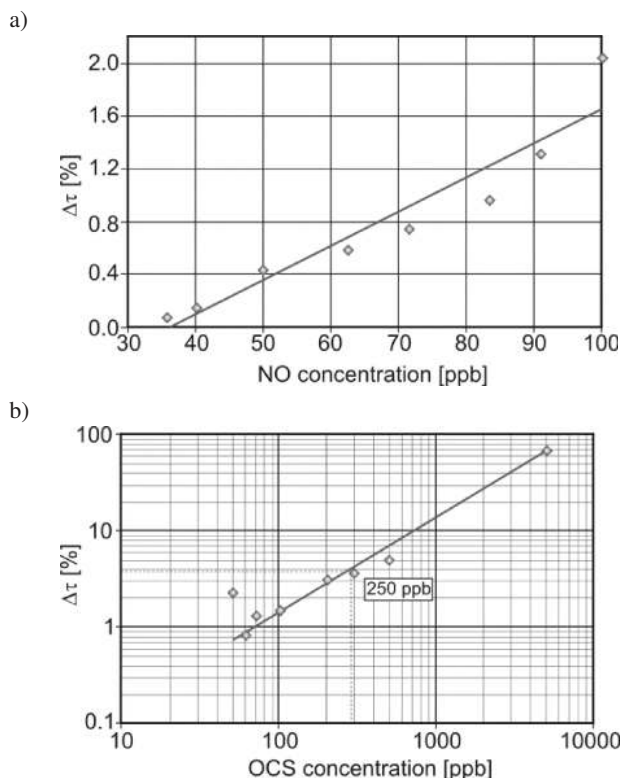 a)
2.0
1.6
1.2
0.8
0.4
0.0
30 40 50 60 70 80 90 100
Δτ [%]
NO concentration [ppb]
b)
100
10
1
0.1
10 100 1000 10000
Δτ [%]
250 ppb
OCS concentration [ppb]